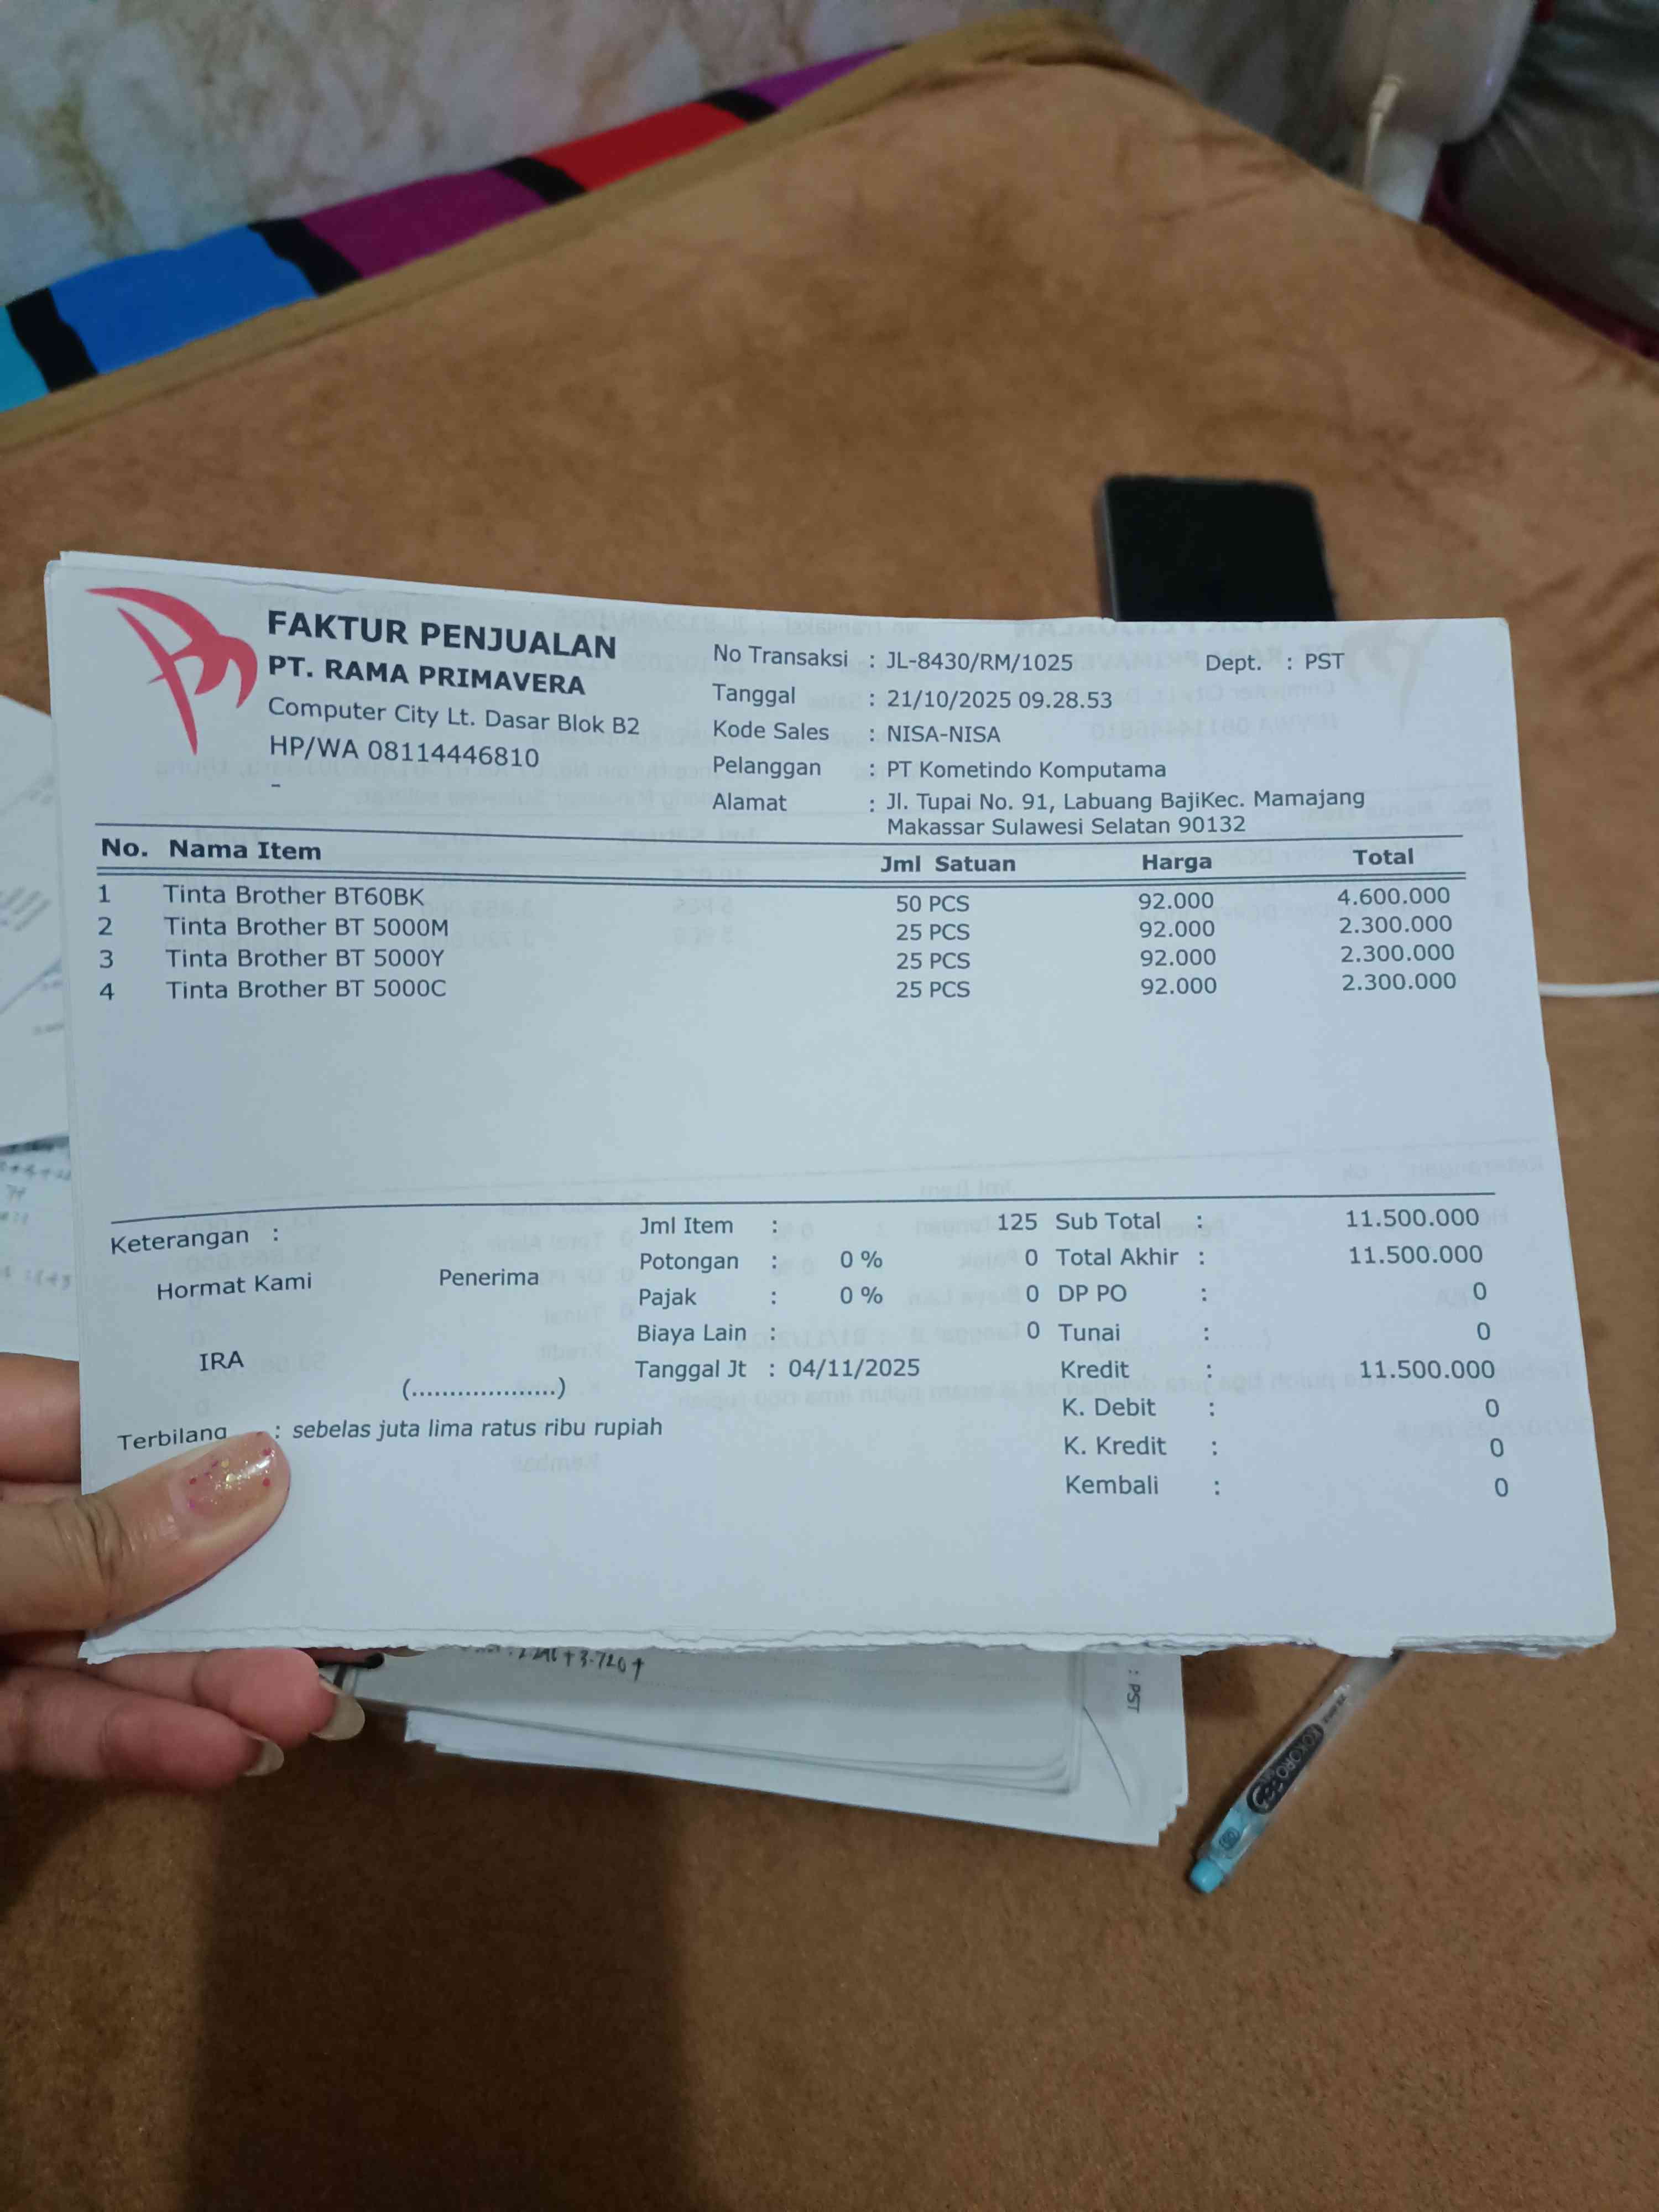 FAKTUR PENJUALAN
PT. RAMA PRIMAVERA
Computer City Lt. Dasar Blok B2
HP/WA 08114446810
-
No Transaksi : JL-8430/RM/1025 Dept. : PST
Tanggal : 21/10/2025 09.28.53
Kode Sales : NISA-NISA
Pelanggan : PT Kometindo Komputama
Alamat : Jl. Tupai No. 91, Labuang BajiKec. Mamajang
Makassar Sulawesi Selatan 90132
No. Nama Item Jml Satuan Harga Total
1 Tinta Brother BT60BK 50 PCS 92.000 4.600.000
2 Tinta Brother BT 5000M 25 PCS 92.000 2.300.000
3 Tinta Brother BT 5000Y 25 PCS 92.000 2.300.000
4 Tinta Brother BT 5000C 25 PCS 92.000 2.300.000
Keterangan :
Hormat Kami Penerima
IRA
(...................)
Terbilang : sebelas juta lima ratus ribu rupiah
Jml Item : 125
Potongan : 0 % 0
Pajak : 0 % 0
Biaya Lain : 0
Tanggal Jt : 04/11/2025
Sub Total : 11.500.000
Total Akhir : 11.500.000
DP PO : 0
Tunai : 0
Kredit : 11.500.000
K. Debit : 0
K. Kredit : 0
Kembali : 0
+3.720+
: PST
KOKORO